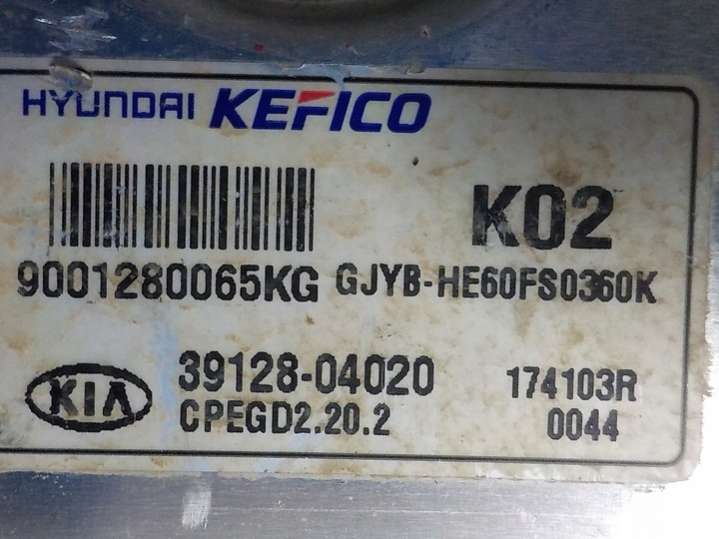 HYUNDAI KEFICO
K02
9001280065KG GJYB-HE60FS0360K
KIA
39128-04020 174103R
CPEGD2.20.2 0044